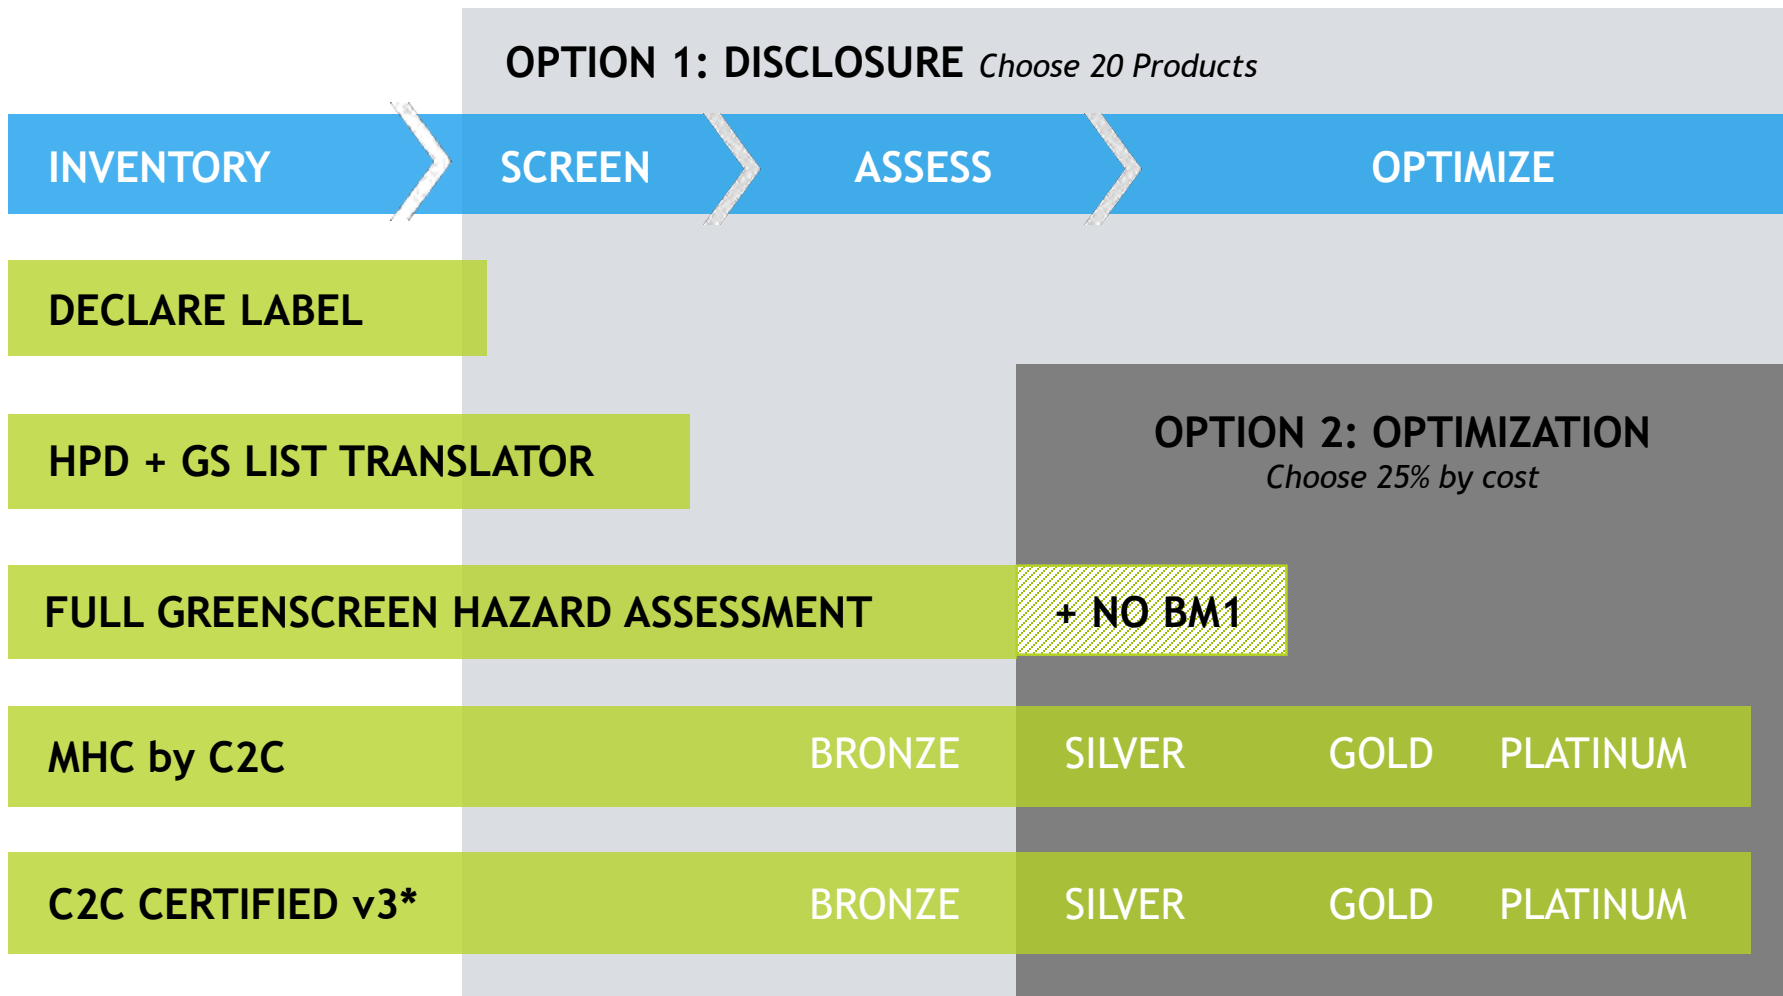 OPTION 1: DISCLOSURE Choose 20 Products
INVENTORY SCREEN ASSESS OPTIMIZE
DECLARE LABEL
OPTION 2: OPTIMIZATION
Choose 25% by cost
HPD + GS LIST TRANSLATOR
FULL GREENSCREEN HAZARD ASSESSMENT + NO BM1
MHC by C2C BRONZE SILVER GOLD PLATINUM
C2C CERTIFIED v3* BRONZE SILVER GOLD PLATINUM